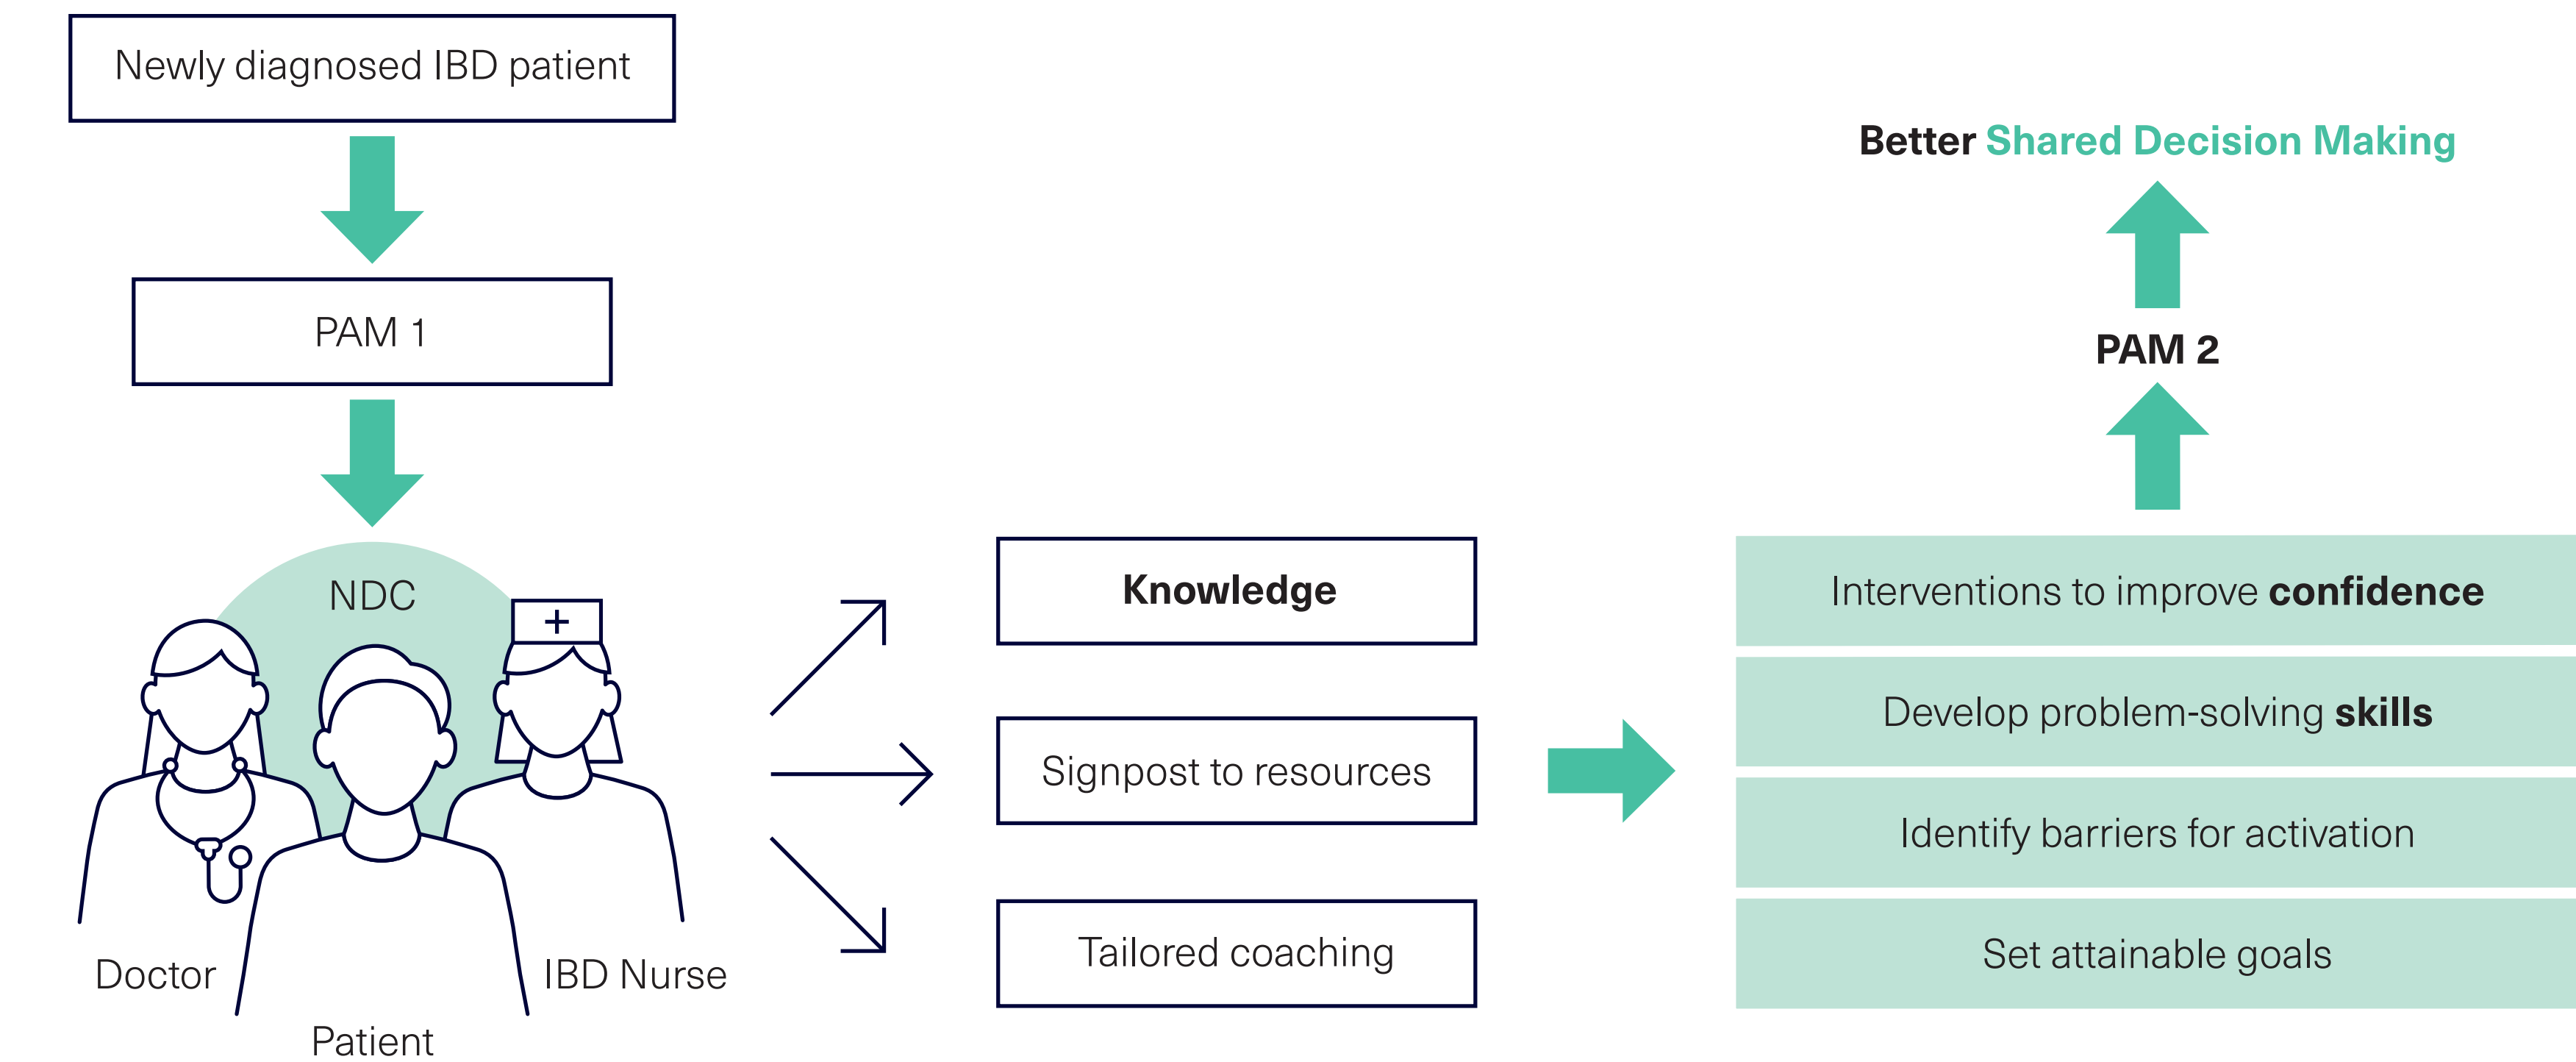 Newly diagnosed IBD patient
PAM 1
NDC
+
Doctor
Patient
IBD Nurse
Knowledge
Signpost to resources
Tailored coaching
Better Shared Decision Making
PAM 2
Interventions to improve confidence
Develop problem-solving skills
Identify barriers for activation
Set attainable goals